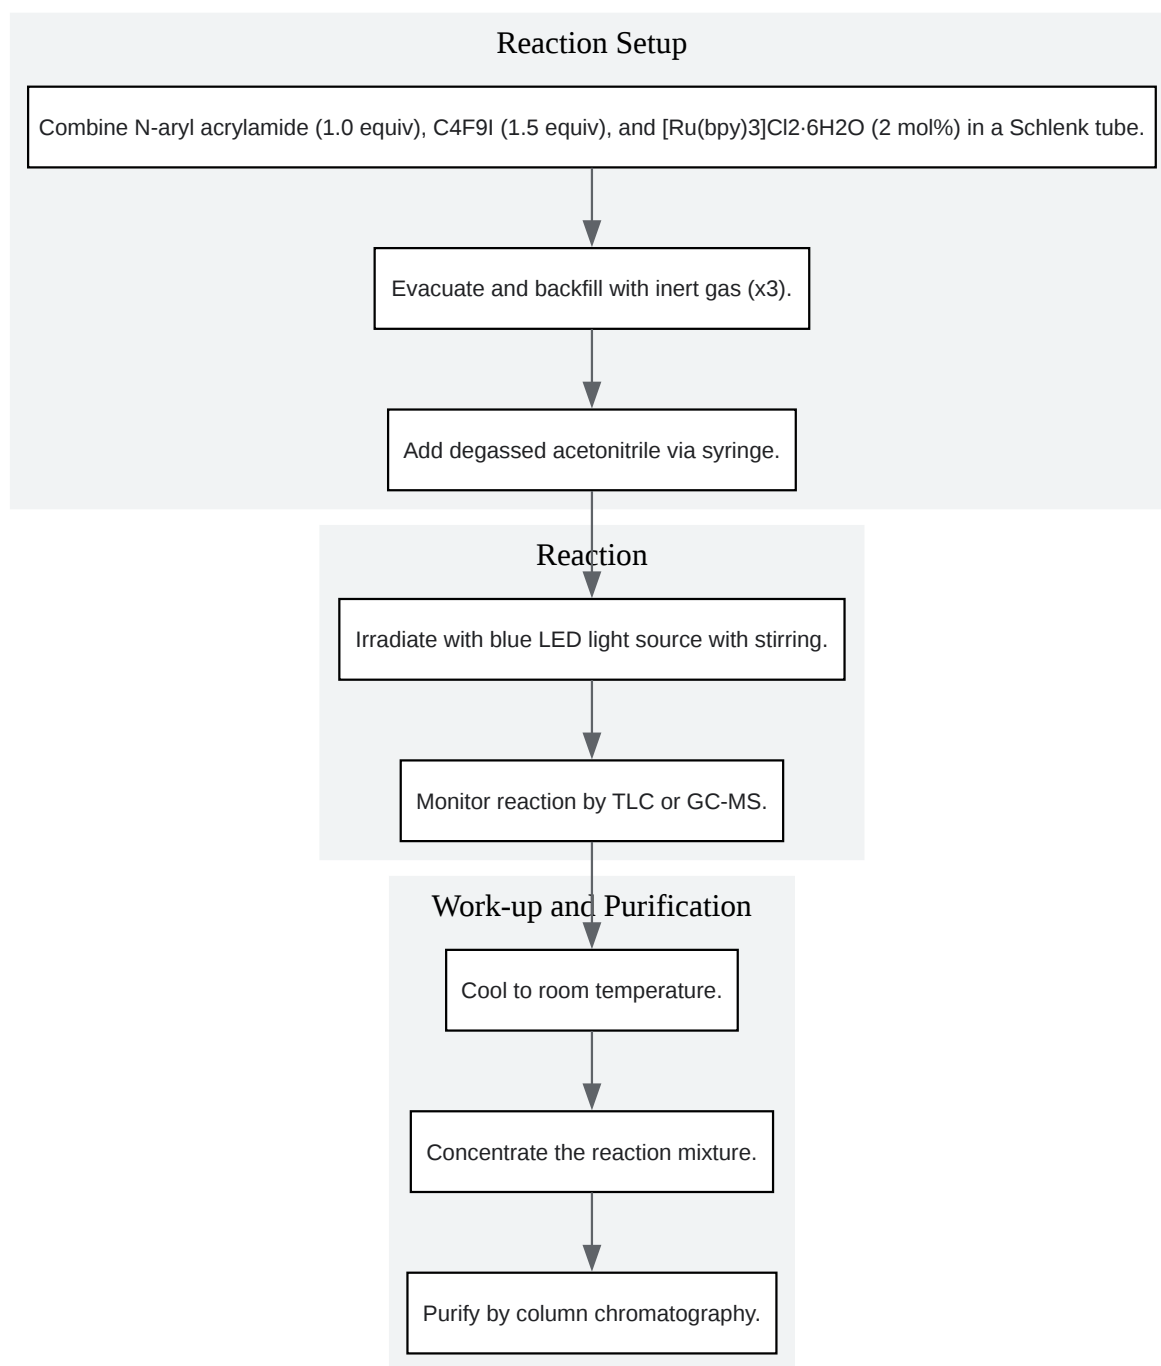 Reaction Setup
Combine N-aryl acrylamide (1.0 equiv), C4F9I (1.5 equiv), and [Ru(bpy)3]Cl2·6H2O (2 mol%) in a Schlenk tube.
Evacuate and backfill with inert gas (x3).
Add degassed acetonitrile via syringe.
Reaction
Irradiate with blue LED light source with stirring.
Monitor reaction by TLC or GC-MS.
Work-up and Purification
Cool to room temperature.
Concentrate the reaction mixture.
Purify by column chromatography.